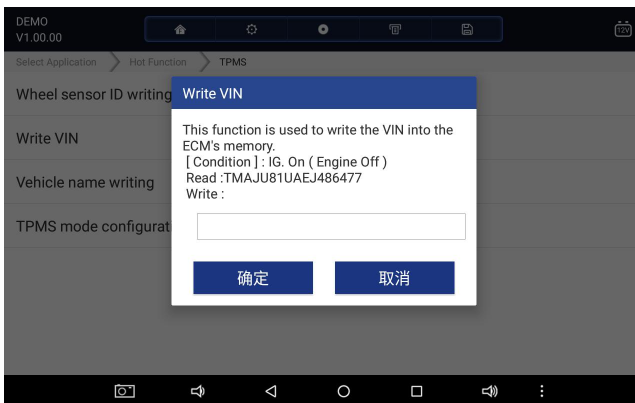 DEMO
V1.00.00
12V
Select Application
Hot Function
TPMS
Wheel sensor ID writing
Write VIN
Vehicle name writing
TPMS mode configurati
Write VIN
This function is used to write the VIN into the
ECM's memory.
[ Condition ] : IG. On ( Engine Off )
Read :TMAJU81UAEJ486477
Write :
确定
取消